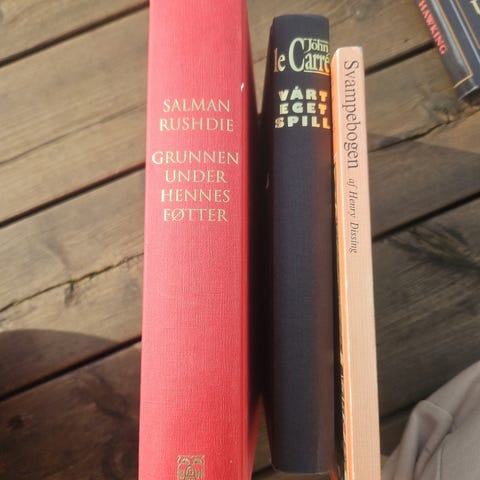 SALMAN
RUSHDIE
GRUNNEN
UNDER
HENNES
FØTTER
John
le Carré
VÅRT
EGET
SPILL
Svampebogen af Henry Dissing
HAWKING